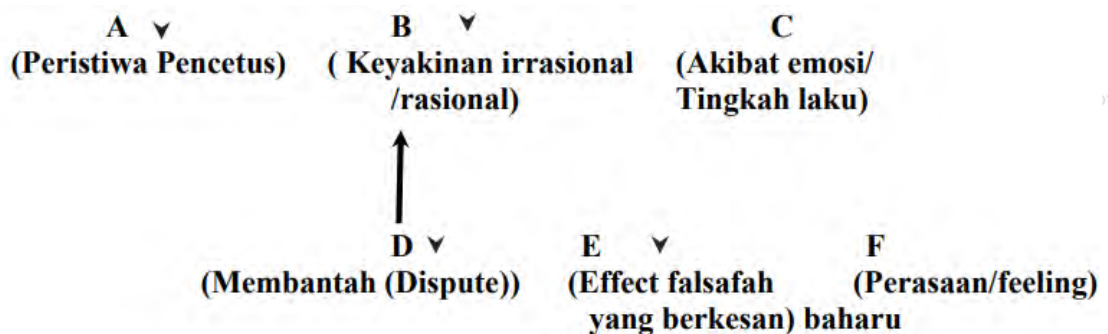 A B C
(Peristiwa Pencetus) ( Keyakinan irrasional (Akibat emosi/
/rasional) Tingkah laku)
D E F
(Membantah (Dispute)) (Effect falsafah (Perasaan/feeling)
yang berkesan) baharu